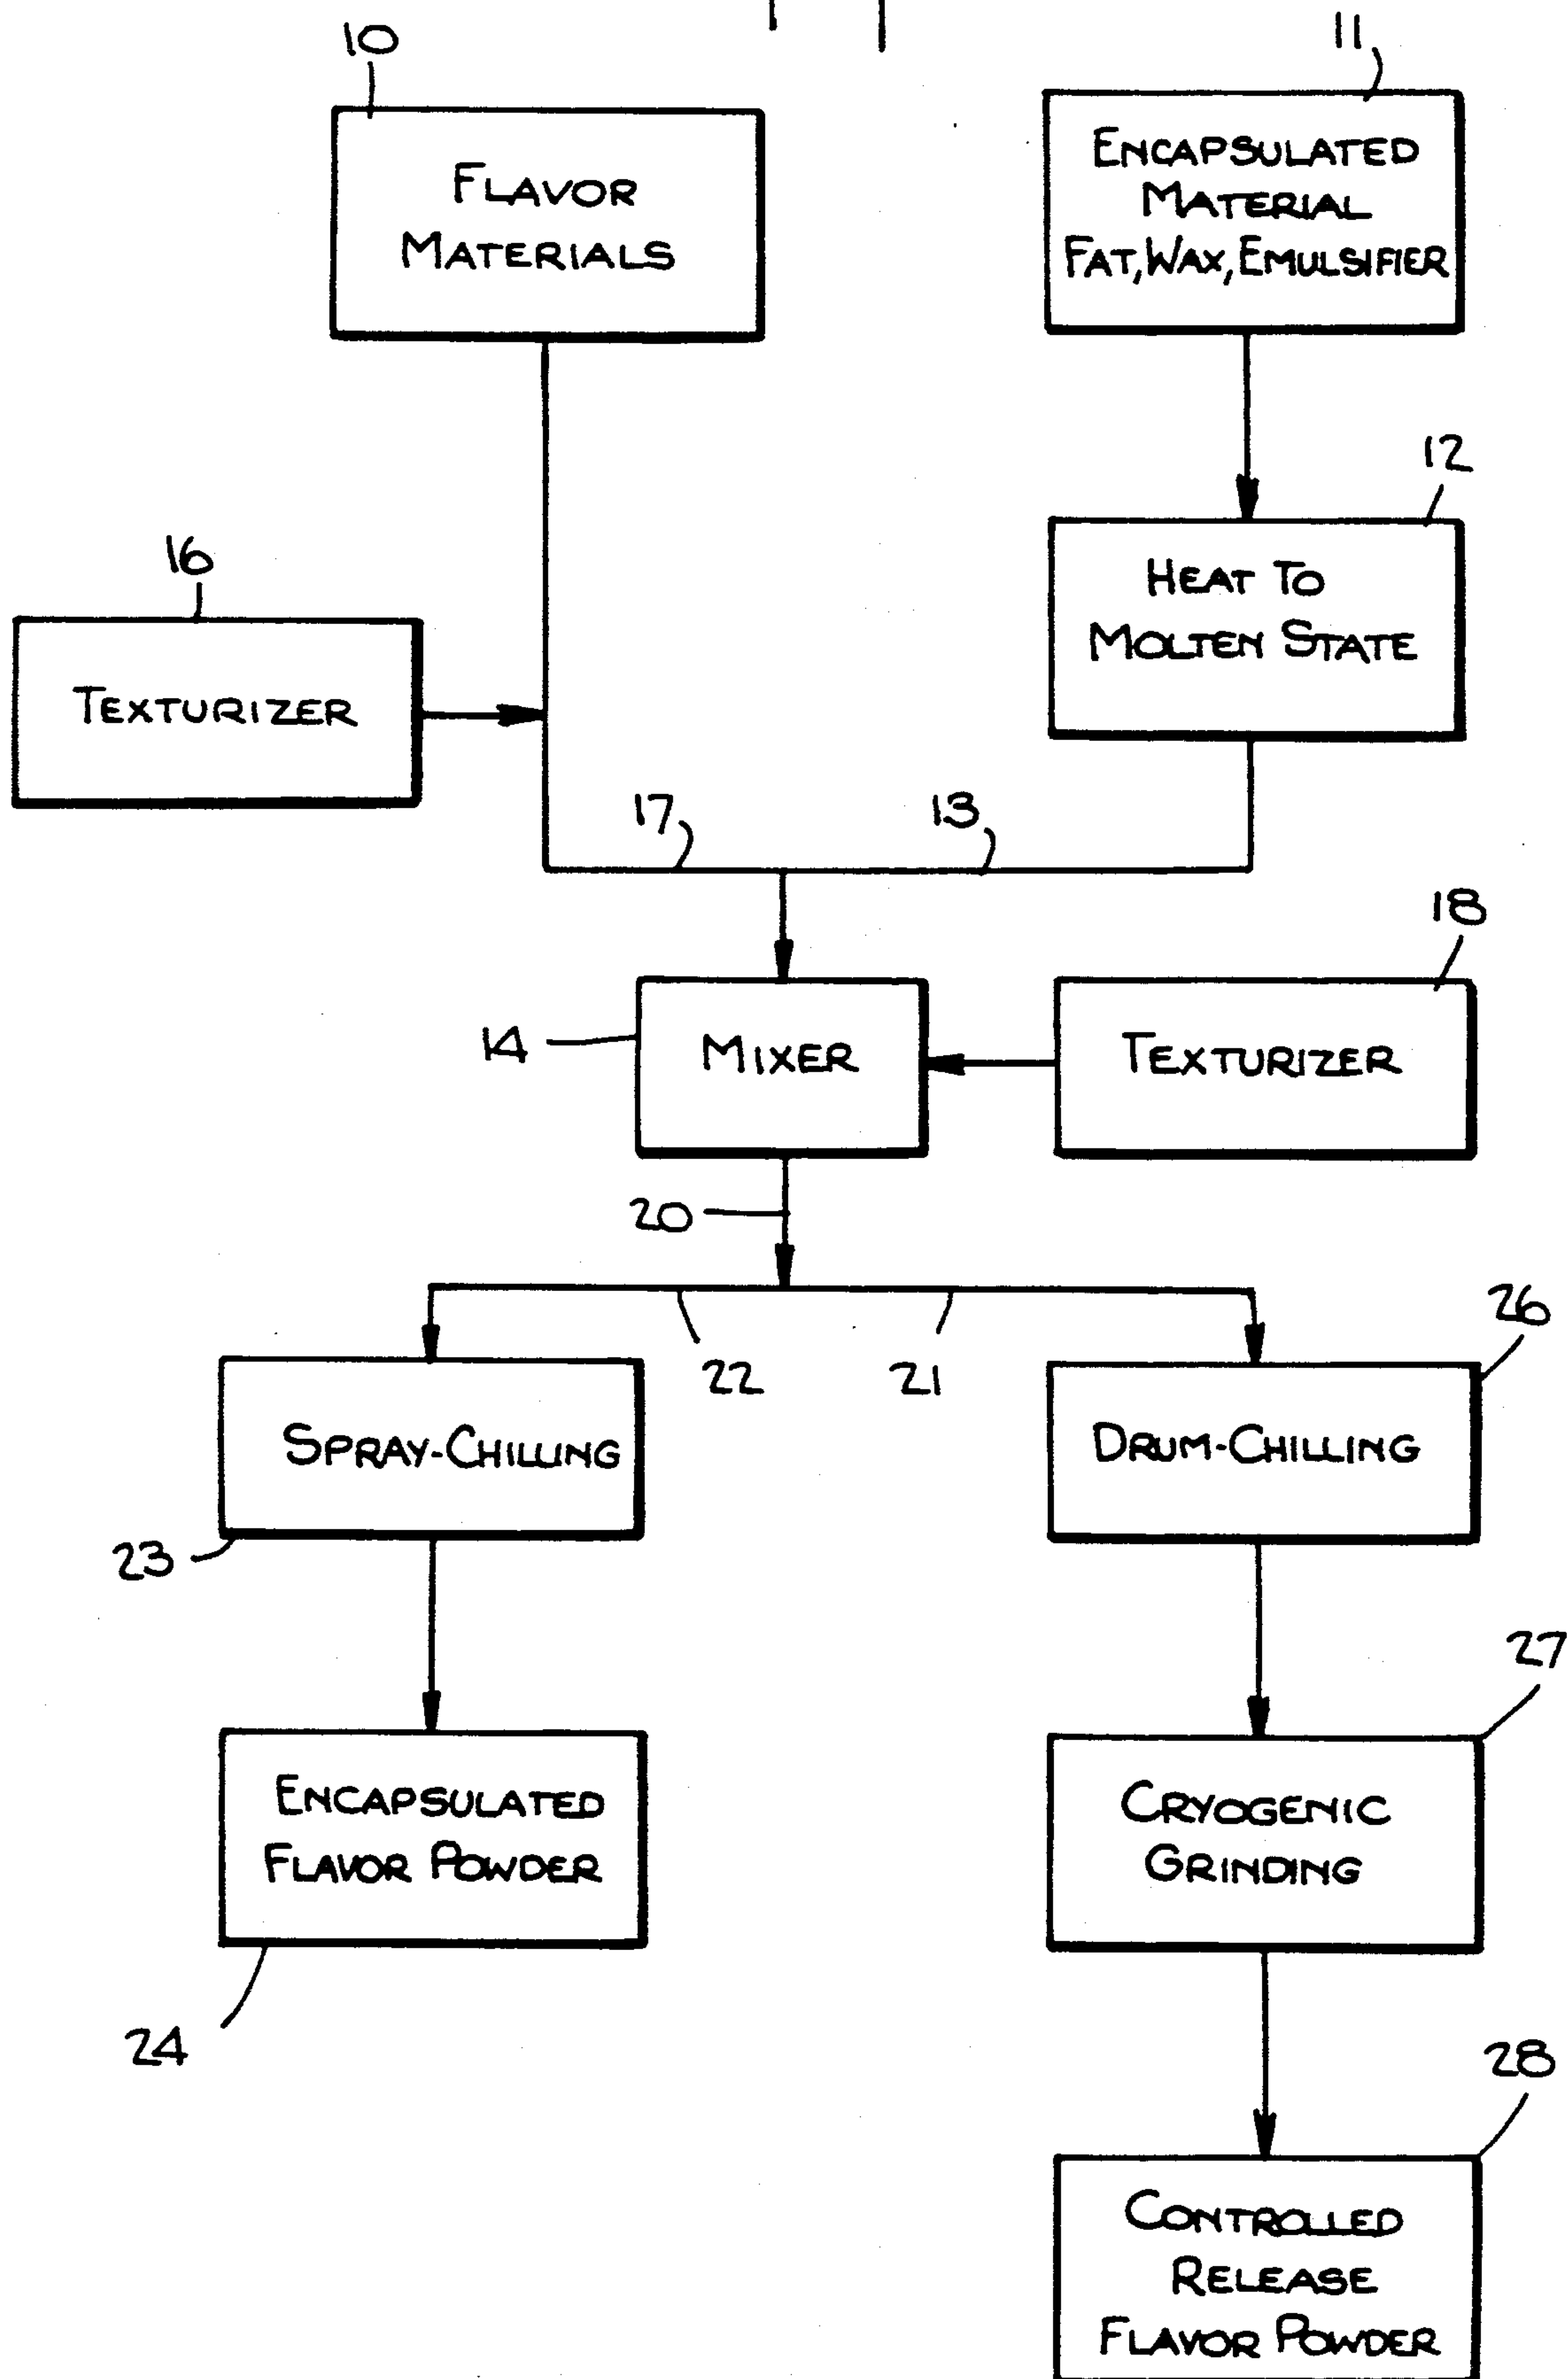 10
11
FLAVOR
MATERIALS
ENCAPSULATED
MATERIAL
FAT, WAX, EMULSIFIER
12
HEAT TO
MOLTEN STATE
16
TEXTURIZER
17
13
18
14
MIXER
TEXTURIZER
20
22
21
26
SPRAY-CHILLING
DRUM-CHILLING
23
27
ENCAPSULATED
FLAVOR POWDER
CRYOGENIC
GRINDING
24
28
CONTROLLED
RELEASE
FLAVOR POWDER